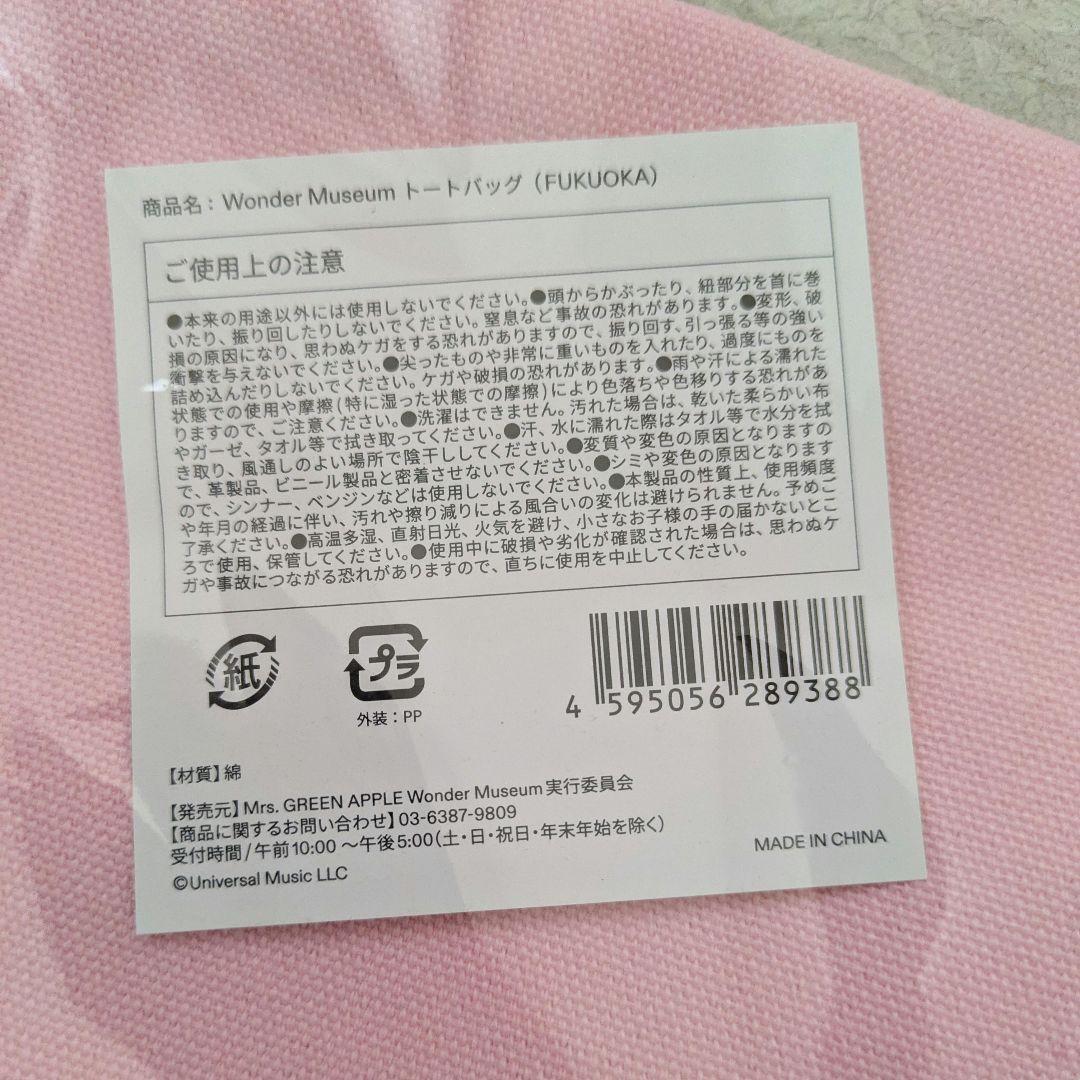 商品名：Wonder Museum トートバッグ（FUKUOKA）
ご使用上の注意
●本来の用途以外には使用しないでください。●頭からかぶったり、紐部分を首に巻
いたり、振り回したりしないでください。窒息など事故の恐れがあります。●変形、破
損の原因になり、思わぬケガをする恐れがありますので、振り回す、引っ張る等の強い
衝撃を与えないでください。●尖ったものや非常に重いものを入れたり、過度にものを
詰め込んだりしないでください。ケガや破損の恐れがあります。●雨や汗による濡れた
状態での使用や摩擦(特に湿った状態での摩擦)により色落ちや色移りする恐れがあ
りますので、ご注意ください。●洗濯はできません。汚れた場合は、乾いた柔らかい布
やガーゼ、タオル等で拭き取ってください。●汗、水に濡れた際はタオル等で水分を拭
き取り、風通しのよい場所で陰干ししてください。●変質や変色の原因となりますの
で、革製品、ビニール製品と密着させないでください。●シミや変色の原因となります
ので、シンナー、ベンジンなどは使用しないでください。●本製品の性質上、使用頻度
や年月の経過に伴い、汚れや擦り減りによる風合いの変化は避けられません。予めご
了承ください。●高温多湿、直射日光、火気を避け、小さなお子様の手の届かないとこ
ろで使用、保管してください。●使用中に破損や劣化が確認された場合は、思わぬケ
ガや事故につながる恐れがありますので、直ちに使用を中止してください。
紙
プラ
外装：PP
4 595056 289388
【材質】綿
【発売元】Mrs. GREEN APPLE Wonder Museum実行委員会
【商品に関するお問い合わせ】03-6387-9809
受付時間/午前10:00 〜午後5:00(土・日・祝日・年末年始を除く)
©Universal Music LLC
MADE IN CHINA